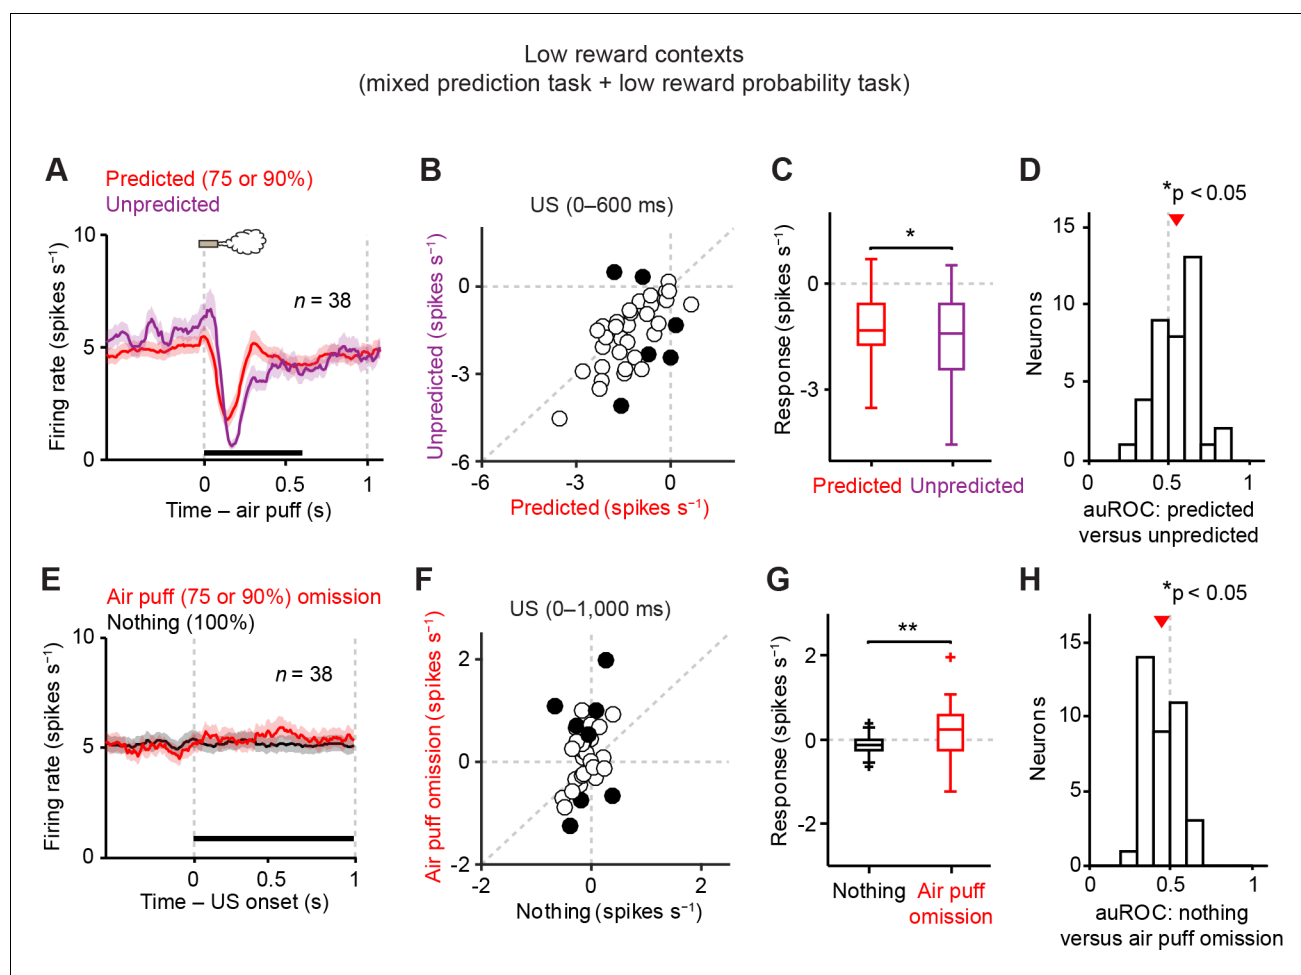 Low reward contexts
(mixed prediction task + low reward probability task)
A
Predicted (75 or 90%)
Unpredicted
10
5
0
Firing rate (spikes s⁻¹)
n = 38
0
0.5
1
Time – air puff (s)
B
US (0–600 ms)
0
-3
-6
Unpredicted (spikes s⁻¹)
-6
-3
0
Predicted (spikes s⁻¹)
C
*
0
-3
Response (spikes s⁻¹)
Predicted
Unpredicted
D
*p < 0.05
15
10
5
0
Neurons
0
0.5
1
auROC: predicted
versus unpredicted
E
Air puff (75 or 90%) omission
Nothing (100%)
10
5
0
Firing rate (spikes s⁻¹)
n = 38
0
0.5
1
Time – US onset (s)
F
US (0–1,000 ms)
2
0
-2
Air puff omission (spikes s⁻¹)
-2
0
2
Nothing (spikes s⁻¹)
G
**
2
0
-2
Response (spikes s⁻¹)
Nothing
Air puff
omission
H
*p < 0.05
15
10
5
0
Neurons
0
0.5
1
auROC: nothing
versus air puff omission